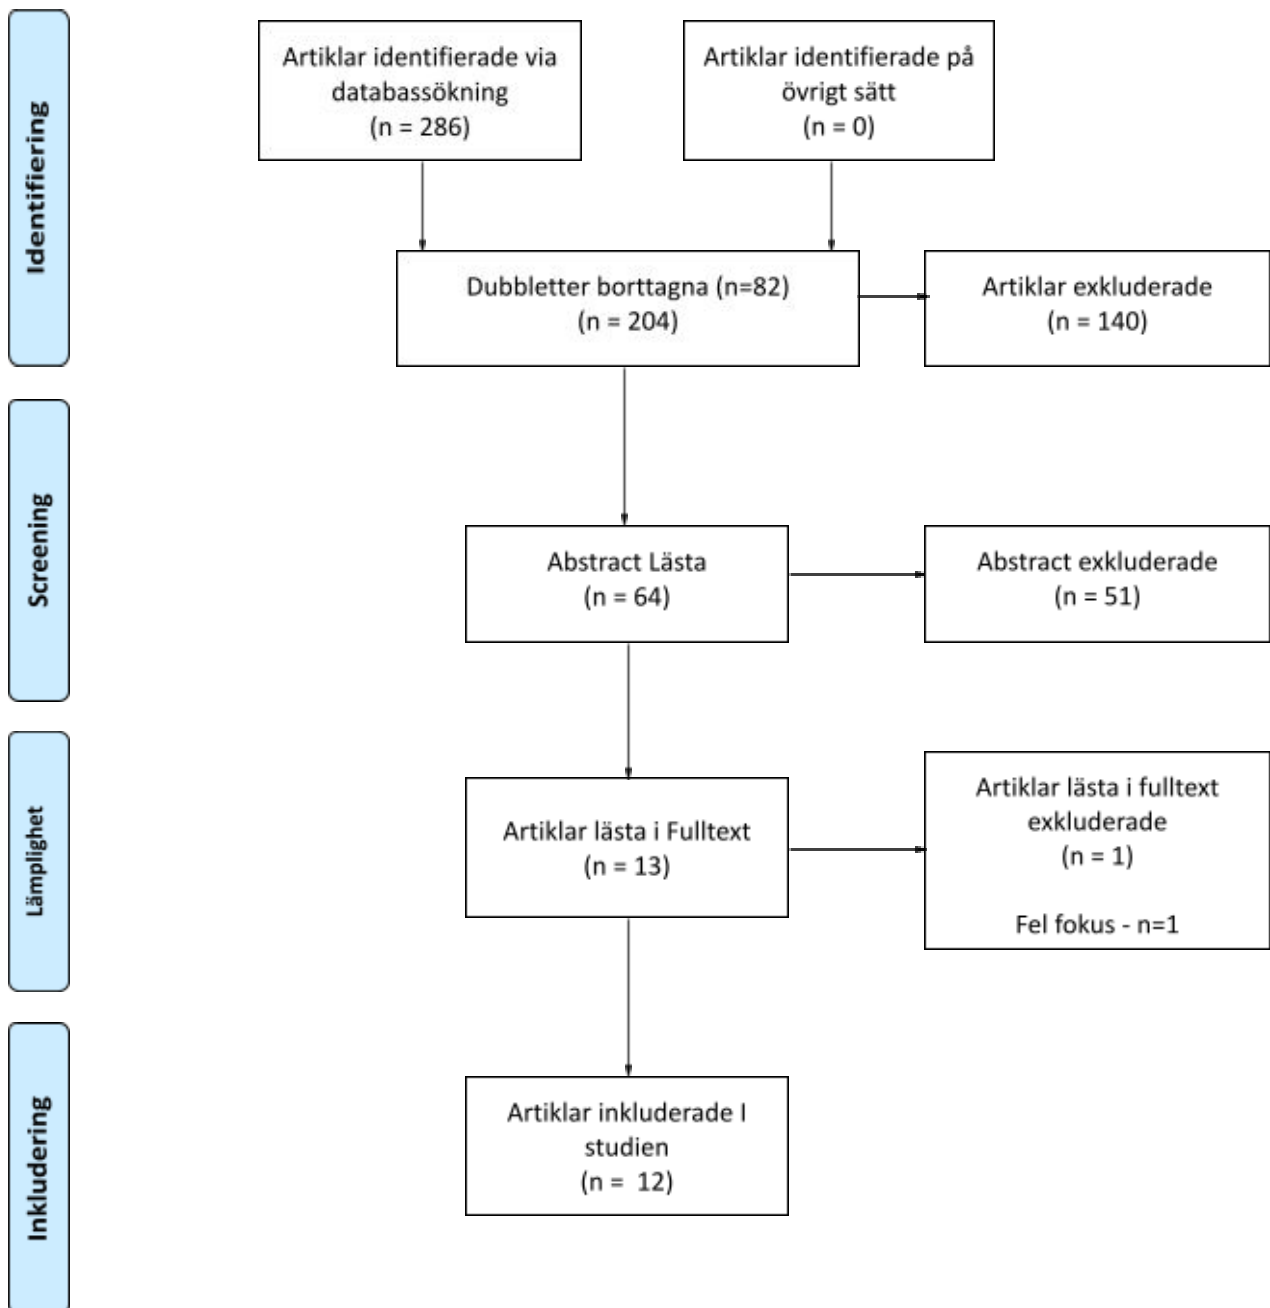 Identifiering
Artiklar identifierade via
databassökning
(n = 286)
Artiklar identifierade på
övrigt sätt
(n = 0)
Dubbletter borttagna (n=82)
(n = 204)
Artiklar exkluderade
(n = 140)
Screening
Abstract Lästa
(n = 64)
Abstract exkluderade
(n = 51)
Lämplighet
Artiklar lästa i Fulltext
(n = 13)
Artiklar lästa i fulltext
exkluderade
(n = 1)
Fel fokus - n=1
Inkludering
Artiklar inkluderade I
studien
(n =  12)